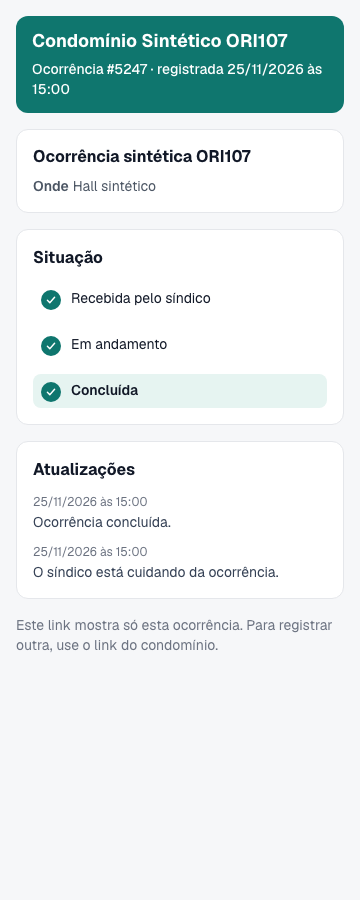 Condomínio Sintético ORI107
Ocorrência #5247 · registrada 25/11/2026 às
15:00
Ocorrência sintética ORI107
Onde Hall sintético
Situação
Recebida pelo síndico
Em andamento
Concluída
Atualizações
25/11/2026 às 15:00
Ocorrência concluída.
25/11/2026 às 15:00
O síndico está cuidando da ocorrência.
Este link mostra só esta ocorrência. Para registrar
outra, use o link do condomínio.